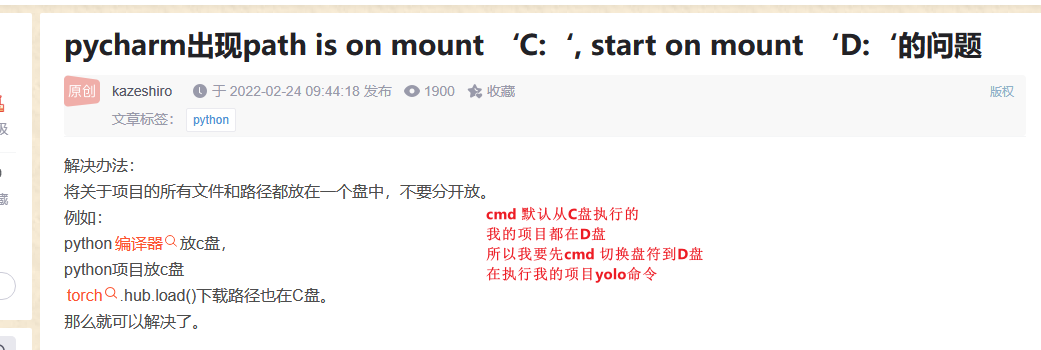 pycharm出现path is on mount ‘C:‘, start on mount ‘D:‘的问题
原创 kazeshiro 于 2022-02-24 09:44:18 发布 1900 收藏 版权
文章标签： python
级
藏
解决办法：
将关于项目的所有文件和路径都放在一个盘中，不要分开放。
例如：
python编译器放c盘，
python项目放c盘
torch.hub.load()下载路径也在C盘。
那么就可以解决了。
cmd 默认从C盘执行的
我的项目都在D盘
所以我要先cmd 切换盘符到D盘
在执行我的项目yolo命令